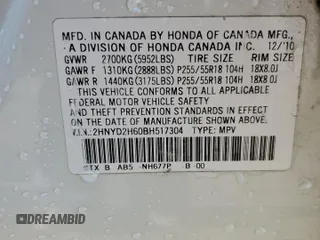 MFD. IN CANADA BY HONDA OF CANADA MFG.,
A DIVISION OF HONDA CANADA INC. 12/'10
GVWR 2700KG(5952LBS) TIRE SIZE RIM SIZE
GAWR F 1310KG(2888LBS) P255/55R18 104H 18X8.0J
GAWR R 1440KG(3175LBS) P255/55R18 104H 18X8.0J
THIS VEHICLE CONFORMS TO ALL APPLICABLE
FEDERAL MOTOR VEHICLE SAFETY
AND THEFT PREVENTION STANDARDS IN EFFECT
ON THE DATE OF MANUFACTURE SHOWN ABOVE.
V.I.N.:2HNYD2H60BH517304 TYPE: MPV
STX B AB5 NH677P B-00
DREAMBID